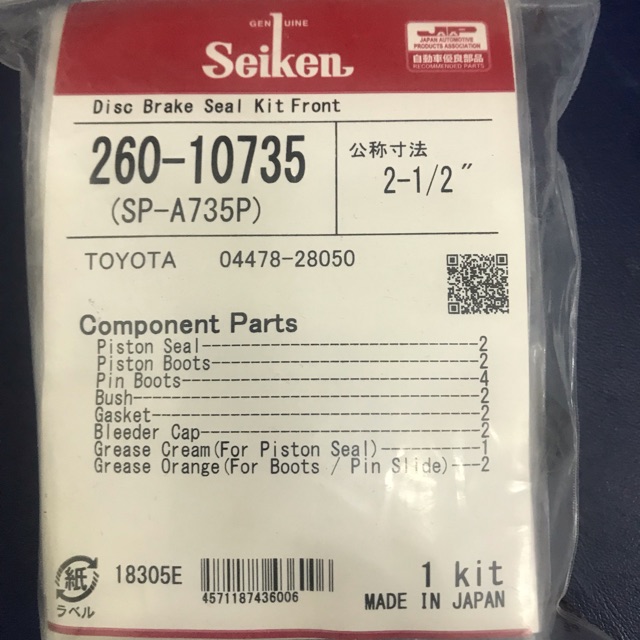 GENUINE
Seiken
JAPAN AUTOMOTIVE
PRODUCTS ASSOCIATION
自動車優良部品
RECOMMENDED PARTS
Disc Brake Seal Kit Front
260-10735
(SP-A735P)
公称寸法
2-1/2"
TOYOTA 04478-28050
Component Parts
Piston Seal------------------------------2
Piston Boots-----------------------------2
Pin Boots--------------------------------4
Bush-------------------------------------2
Gasket-----------------------------------2
Bleeder Cap------------------------------2
Grease Cream(For Piston Seal)----------1
Grease Orange(For Boots / Pin Slide)---2
紙
ラベル
18305E
4571187436006
1 kit
MADE IN JAPAN